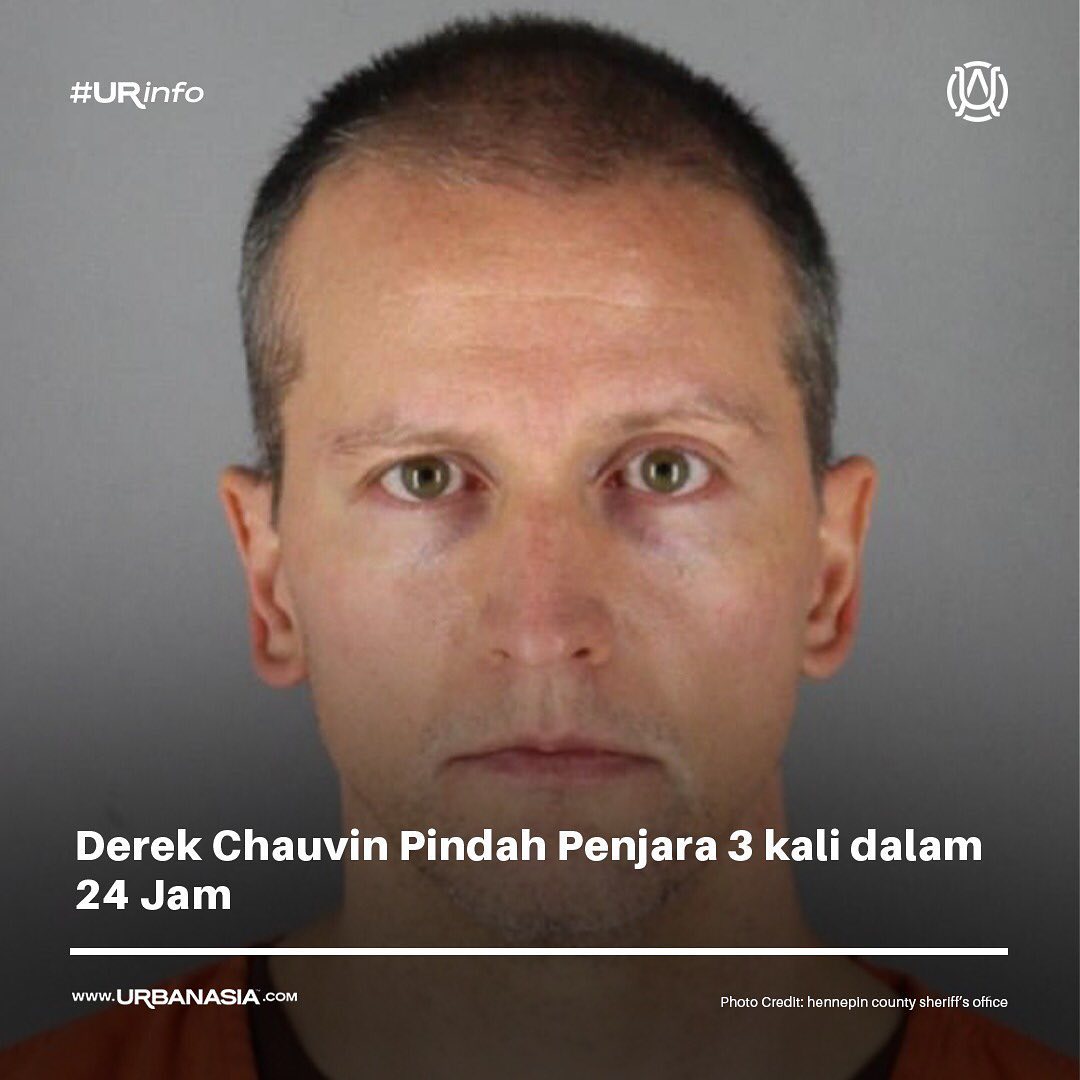 #URinfo
Derek Chauvin Pindah Penjara 3 kali dalam
24 Jam
www.URBANASIA.COM
Photo Credit: hennepin county sheriff's office